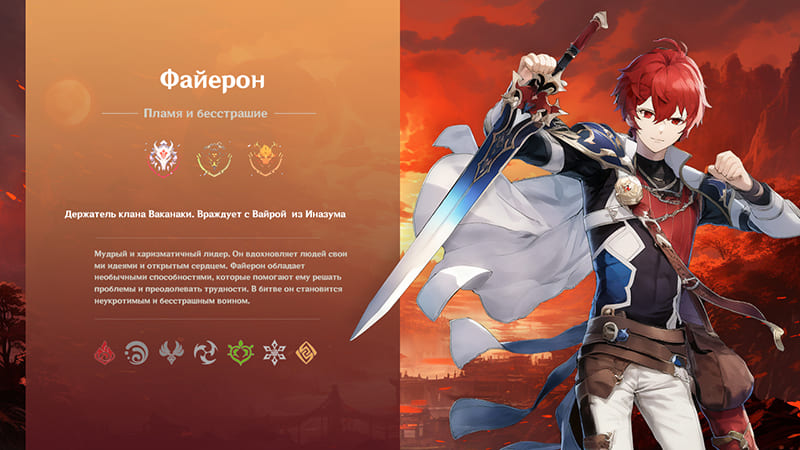 Файерон
Пламя и бесстрашие
Держатель клана Ваканаки. Враждует с Вайрой из Иназума
Мудрый и харизматичный лидер. Он вдохновляет людей свои
ми идеями и открытым сердцем. Файерон обладает
необычными способностями, которые помогают ему решать
проблемы и преодолевать трудности. В битве он становится
неукротимым и бесстрашным воином.